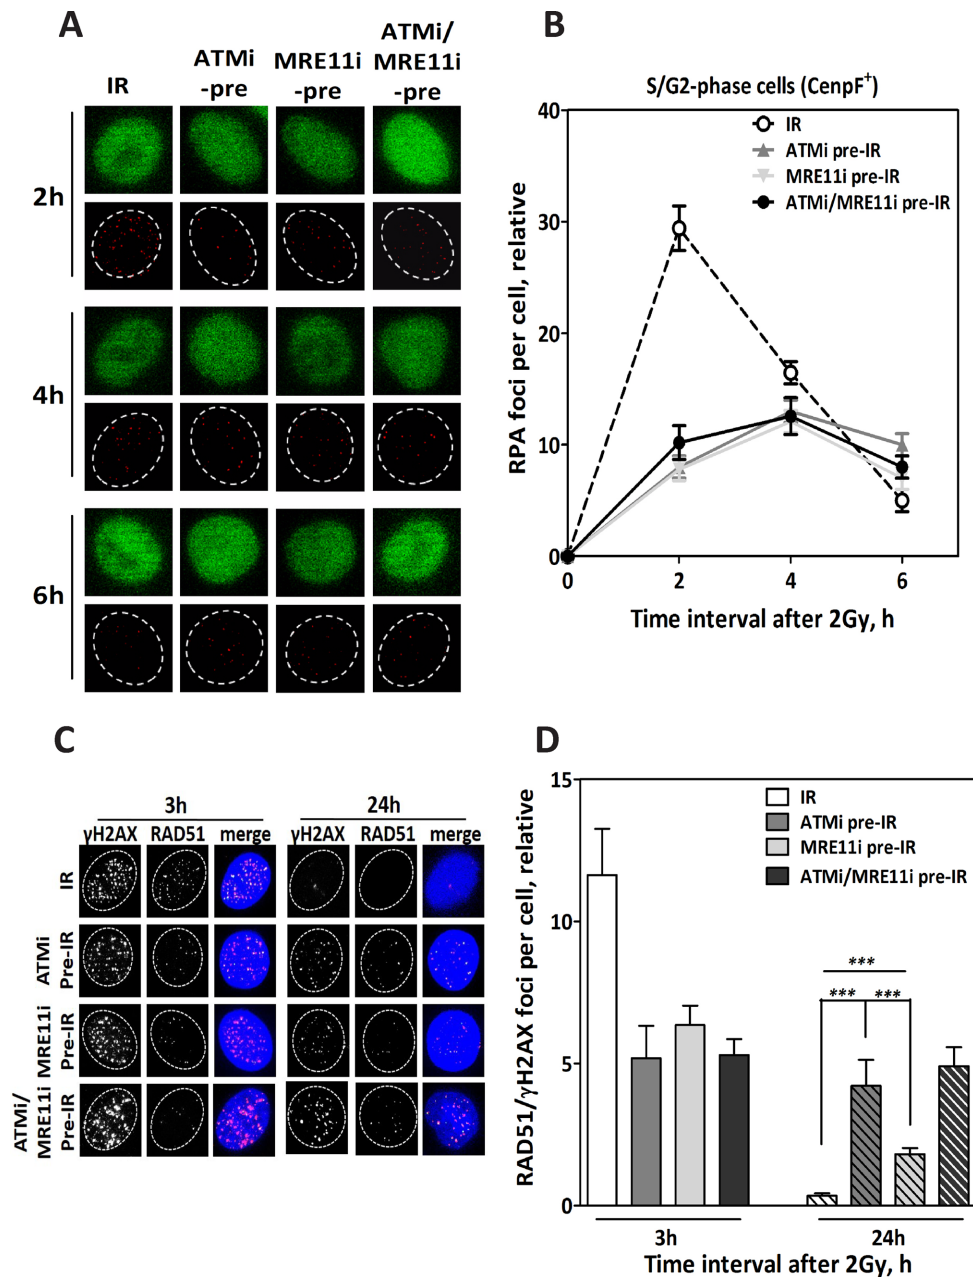 A
IR
ATMi
-pre
MRE11i
-pre
ATMi/
MRE11i
-pre
2h
4h
6h
B
S/G2-phase cells (CenpF+)
IR
ATMi pre-IR
MRE11i pre-IR
ATMi/MRE11i pre-IR
RPA foci per cell, relative
40
30
20
10
0
0 2 4 6
Time interval after 2Gy, h
C
3h 24h
γH2AX RAD51 merge γH2AX RAD51 merge
IR
ATMi
Pre-IR
MRE11i
Pre-IR
ATMi/
MRE11i
Pre-IR
D
RAD51/γH2AX foci per cell, relative
15
10
5
0
IR
ATMi pre-IR
MRE11i pre-IR
ATMi/MRE11i pre-IR
***
*** ***
3h 24h
Time interval after 2Gy, h